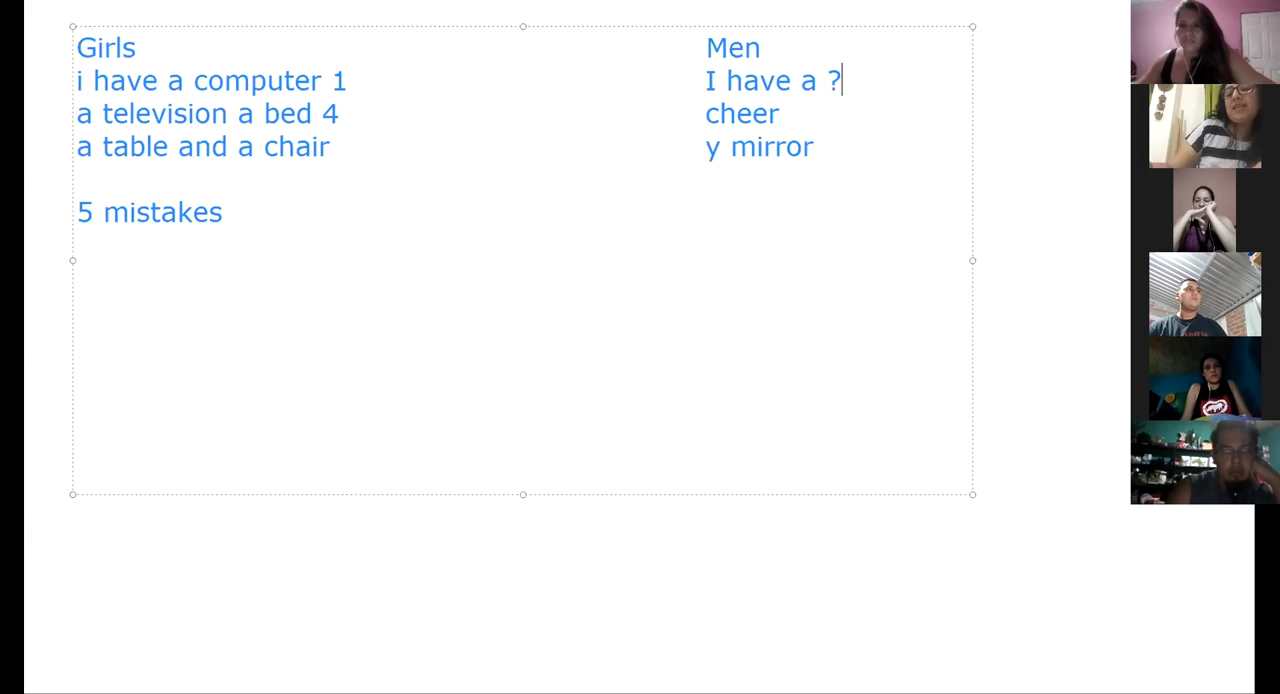 Girls
i have a computer 1
a television a bed 4
a table and a chair
5 mistakes
Men
I have a ?
cheer
y mirror